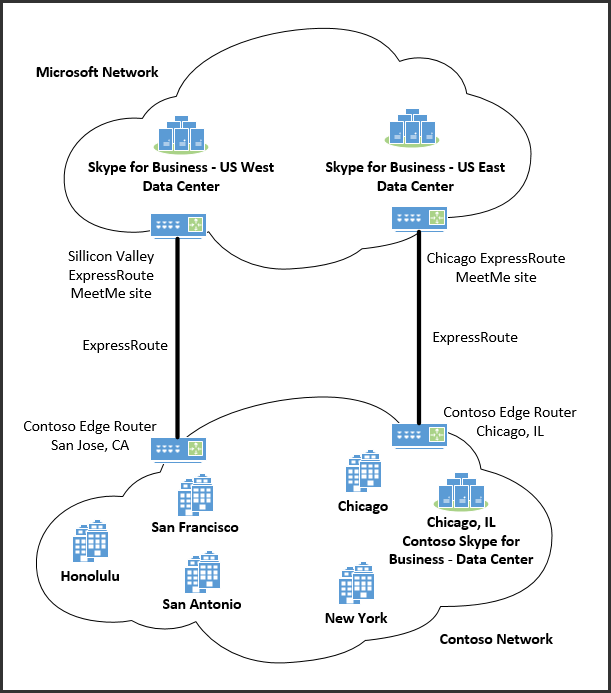 Microsoft Network
Skype for Business - US West
Data Center
Skype for Business - US East
Data Center
Sillicon Valley
ExpressRoute
MeetMe site
Chicago ExpressRoute
MeetMe site
ExpressRoute
ExpressRoute
Contoso Edge Router
San Jose, CA
Contoso Edge Router
Chicago, IL
San Francisco
Chicago
Chicago, IL
Contoso Skype for
Business - Data Center
Honolulu
San Antonio
New York
Contoso Network